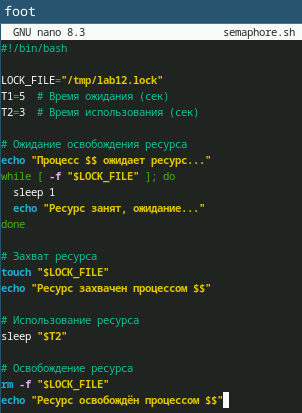 foot
GNU nano 8.3 semaphore.sh
#!/bin/bash
LOCK_FILE="/tmp/lab12.lock"
T1=5  # Время ожидания (сек)
T2=3  # Время использования (сек)
# Ожидание освобождения ресурса
echo "Процесс $$ ожидает ресурс..."
while [ -f "$LOCK_FILE" ]; do
  sleep 1
  echo "Ресурс занят, ожидание..."
done
# Захват ресурса
touch "$LOCK_FILE"
echo "Ресурс захвачен процессом $$"
# Использование ресурса
sleep "$T2"
# Освобождение ресурса
rm -f "$LOCK_FILE"
echo "Ресурс освобождён процессом $$"